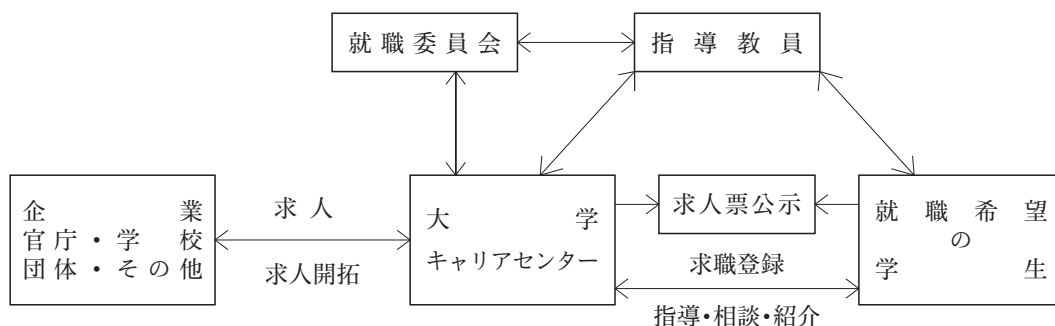 就職委員会
指導教員
企業
官庁・学校
団体・その他
求人
求人開拓
大学
キャリアセンター
求人票公示
求職登録
指導・相談・紹介
就職希望
の
学生